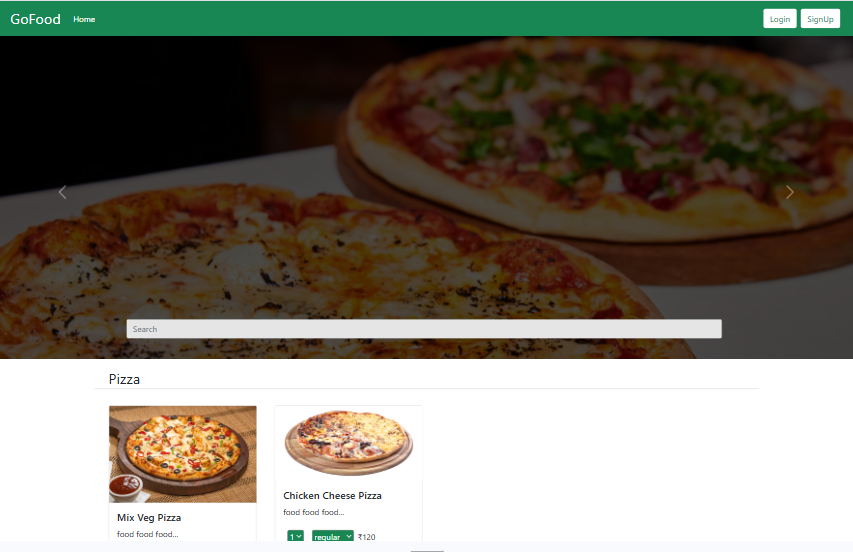 GoFood Home Login SignUp
Search
Pizza
Chicken Cheese Pizza
food food food...
Mix Veg Pizza
1 regular ₹120
food food food...